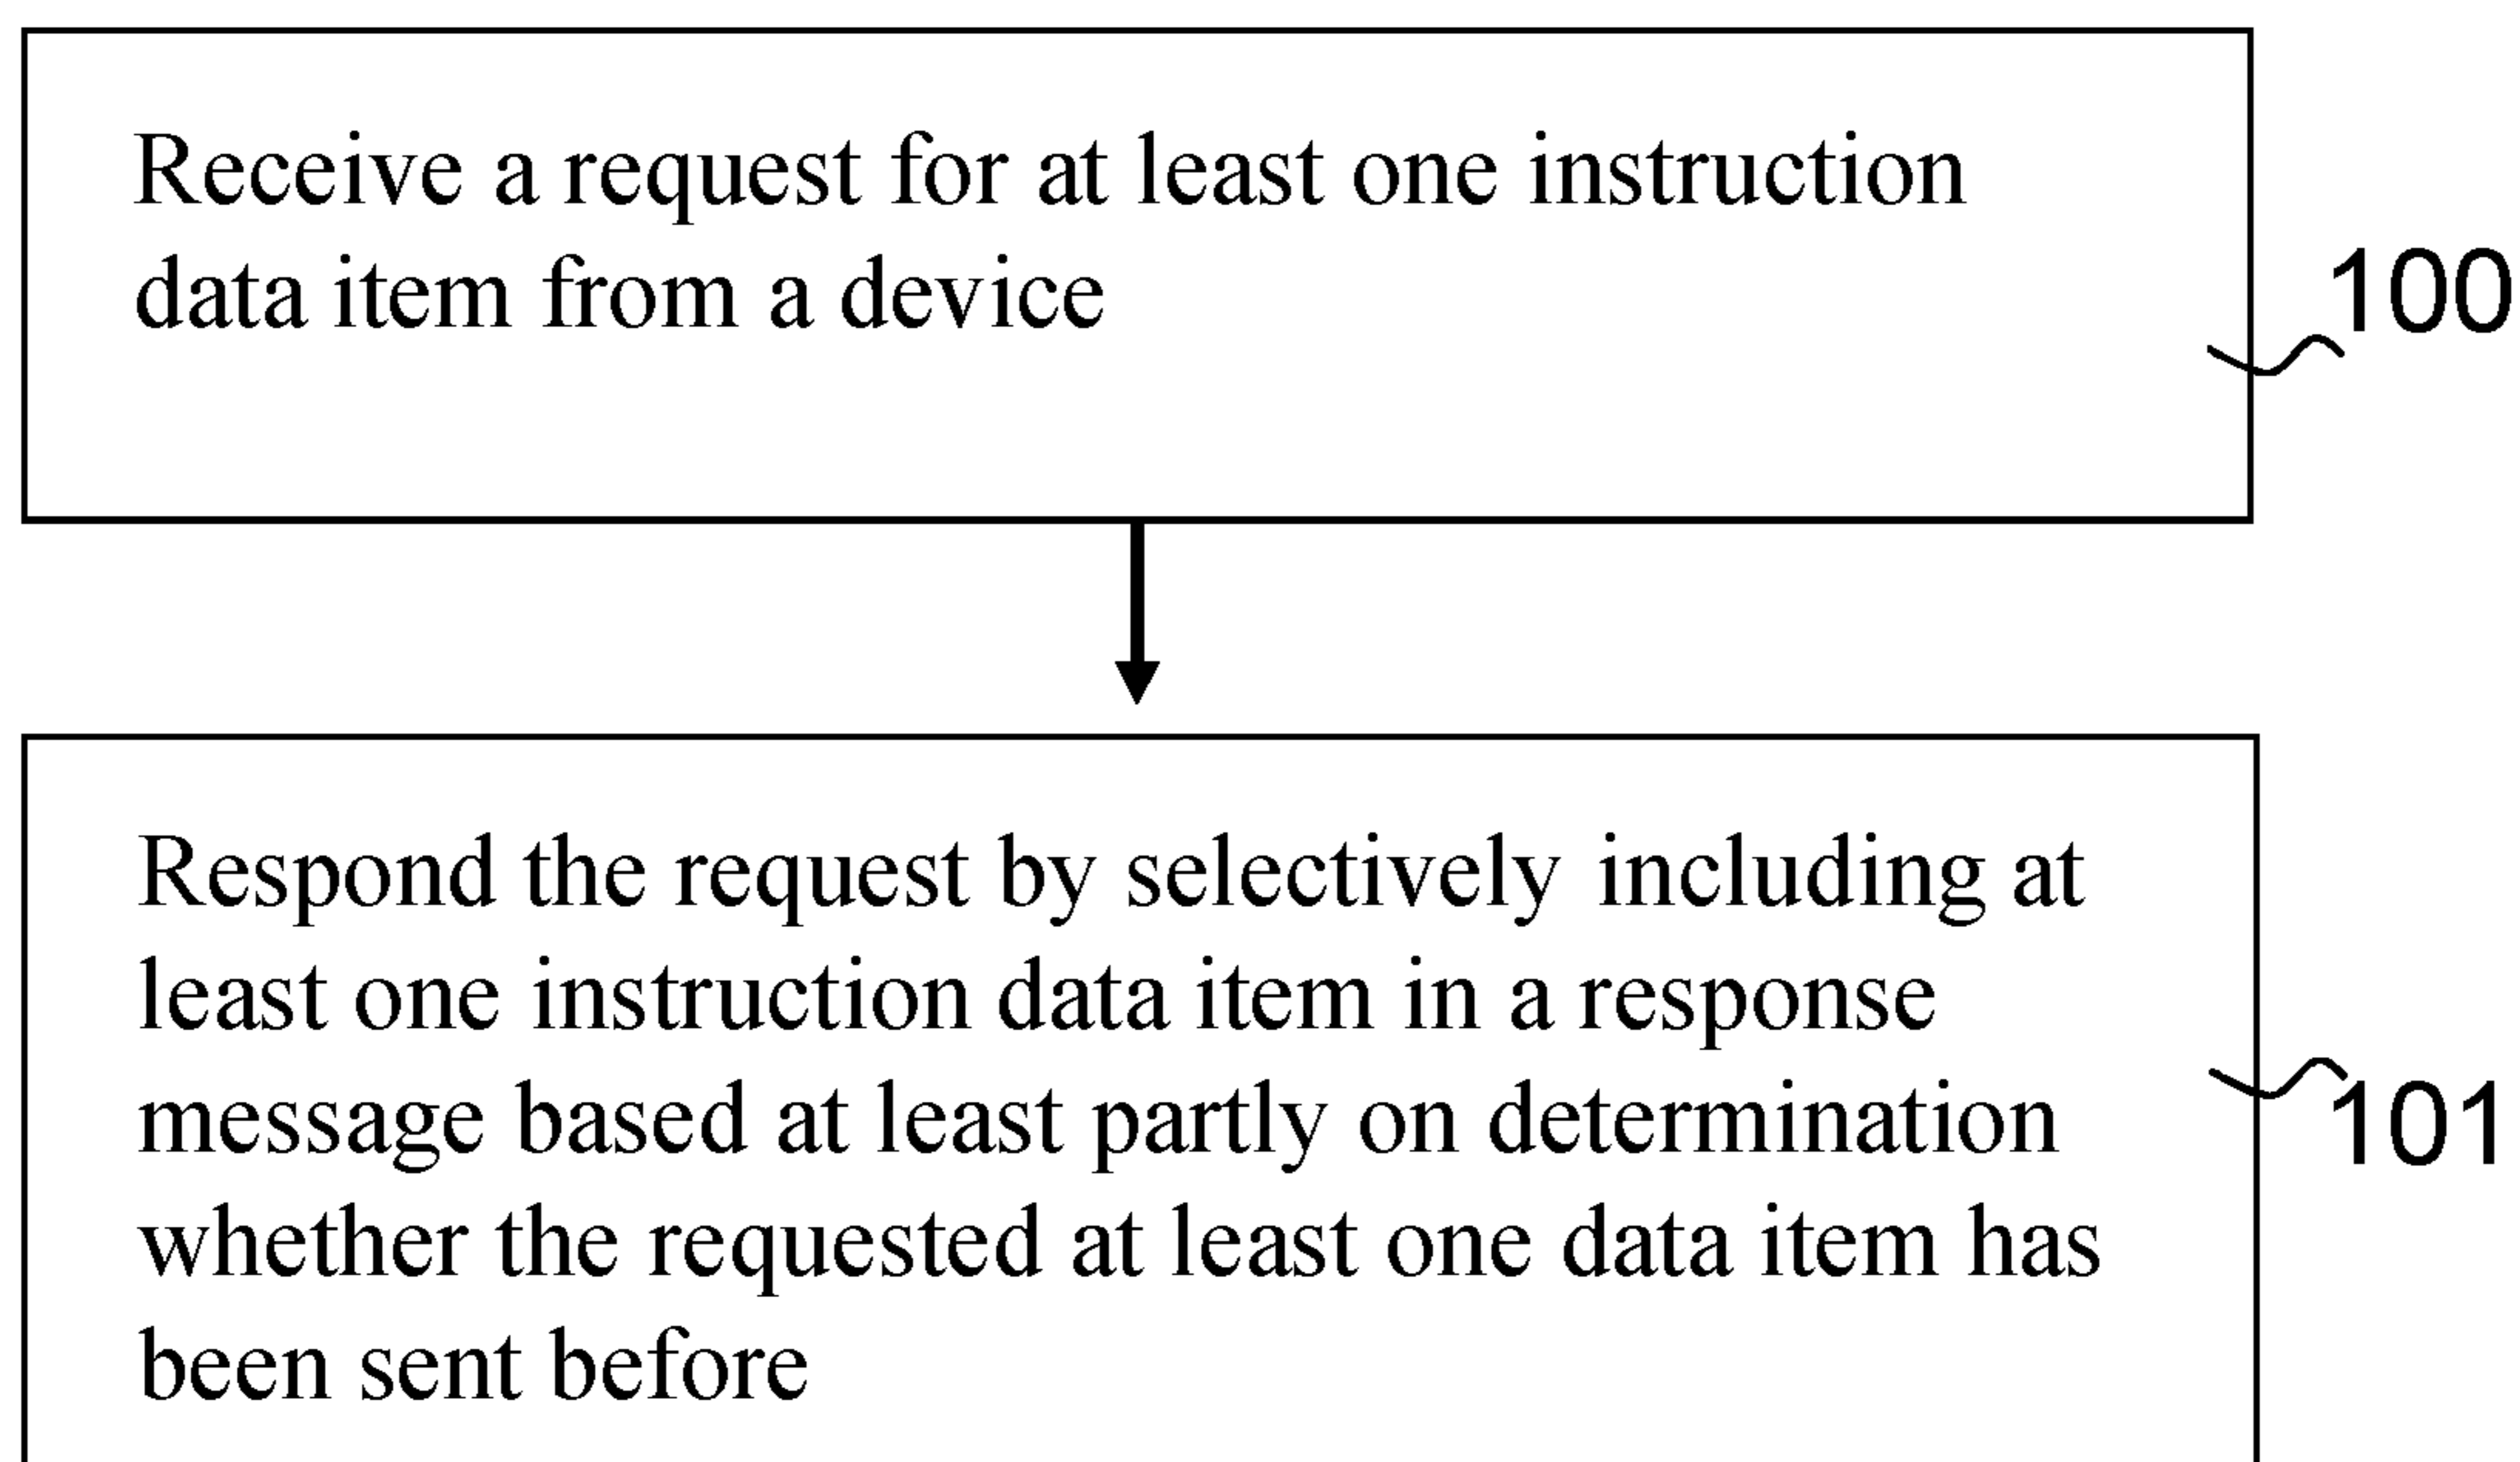 Receive a request for at least one instruction
data item from a device
100
Respond the request by selectively including at
least one instruction data item in a response
message based at least partly on determination
whether the requested at least one data item has
been sent before
101